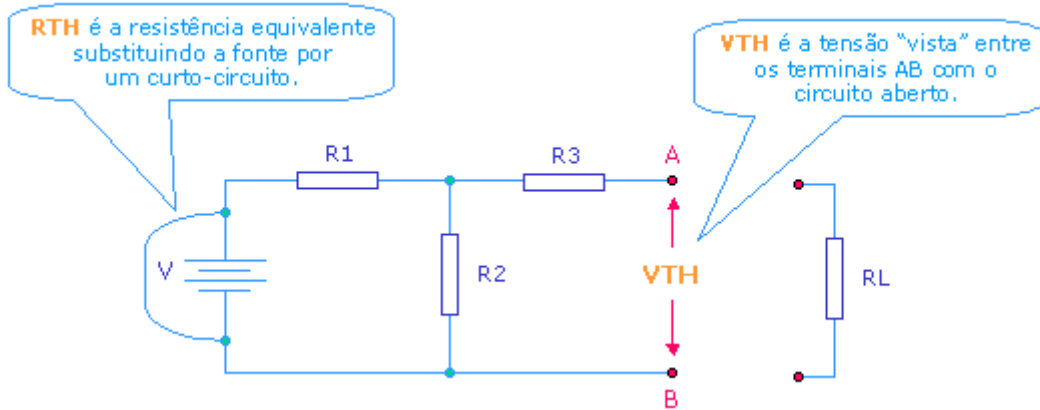 RTH é a resistência equivalente
substituindo a fonte por
um curto-circuito.
VTH é a tensão "vista" entre
os terminais AB com o
circuito aberto.
R1
R3
A
V
R2
VTH
RL
B